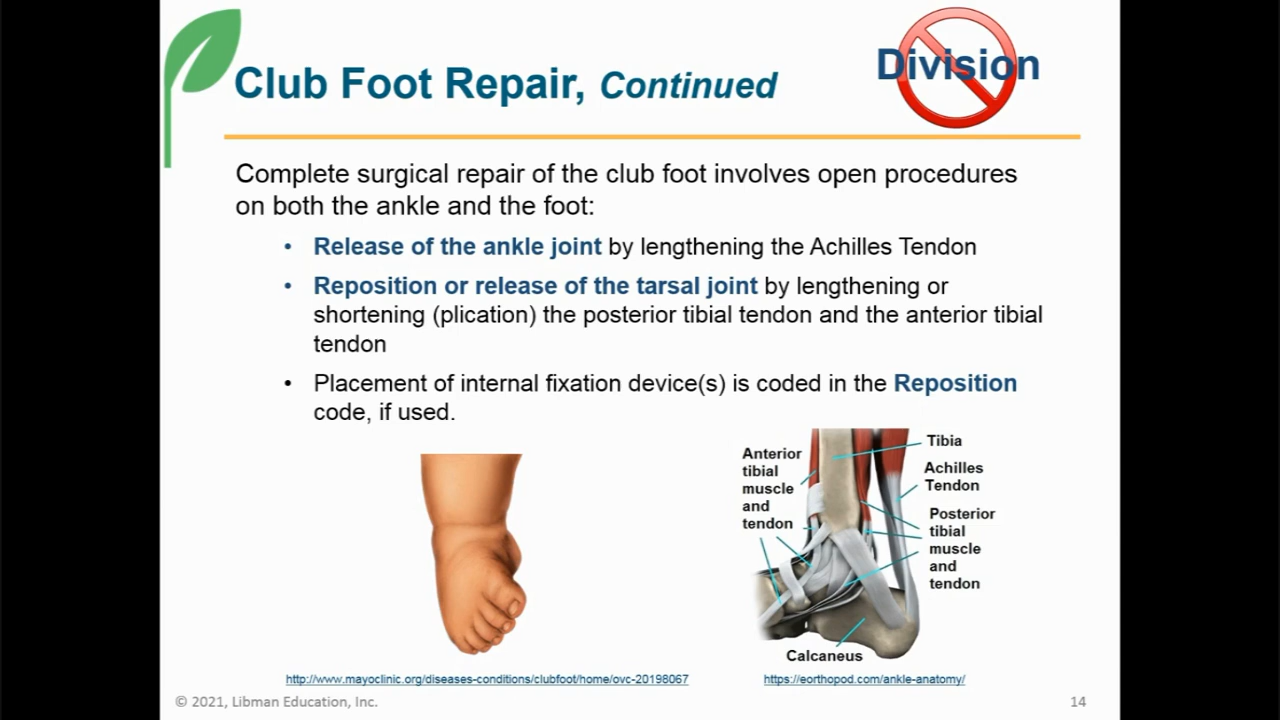 Division
Club Foot Repair, Continued
Complete surgical repair of the club foot involves open procedures
on both the ankle and the foot:
• Release of the ankle joint by lengthening the Achilles Tendon
• Reposition or release of the tarsal joint by lengthening or
shortening (plication) the posterior tibial tendon and the anterior tibial
tendon
• Placement of internal fixation device(s) is coded in the Reposition
code, if used.
Anterior
tibial
muscle
and
tendon
Tibia
Achilles
Tendon
Posterior
tibial
muscle
and
tendon
Calcaneus
http://www.mayoclinic.org/diseases-conditions/clubfoot/home/ovc-20198067
https://eorthopod.com/ankle-anatomy/
© 2021, Libman Education, Inc.
14